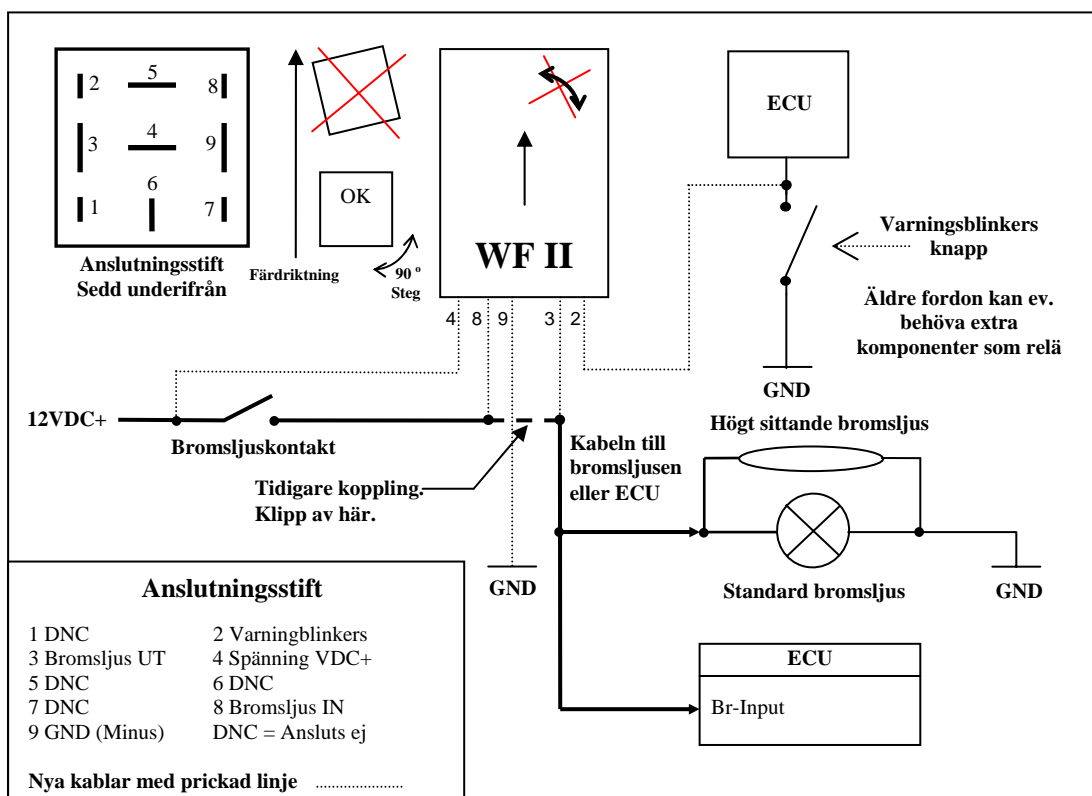 2
5
8
3
4
9
6
1
7
Anslutningsstift
Sedd underifrån
OK
Färdriktning
90 º
Steg
WF II
4
8
9
3
2
ECU
Varningsblinkers
knapp
Äldre fordon kan ev.
behöva extra
komponenter som relä
GND
12VDC+
Bromsljuskontakt
Tidigare koppling.
Klipp av här.
Kabeln till
bromsljusen
eller ECU
Högt sittande bromsljus
Standard bromsljus
GND
GND
Anslutningsstift
1 DNC 2 Varningblinkers
3 Bromsljus UT 4 Spänning VDC+
5 DNC 6 DNC
7 DNC 8 Bromsljus IN
9 GND (Minus) DNC = Ansluts ej
Nya kablar med prickad linje ......................
ECU
Br-Input